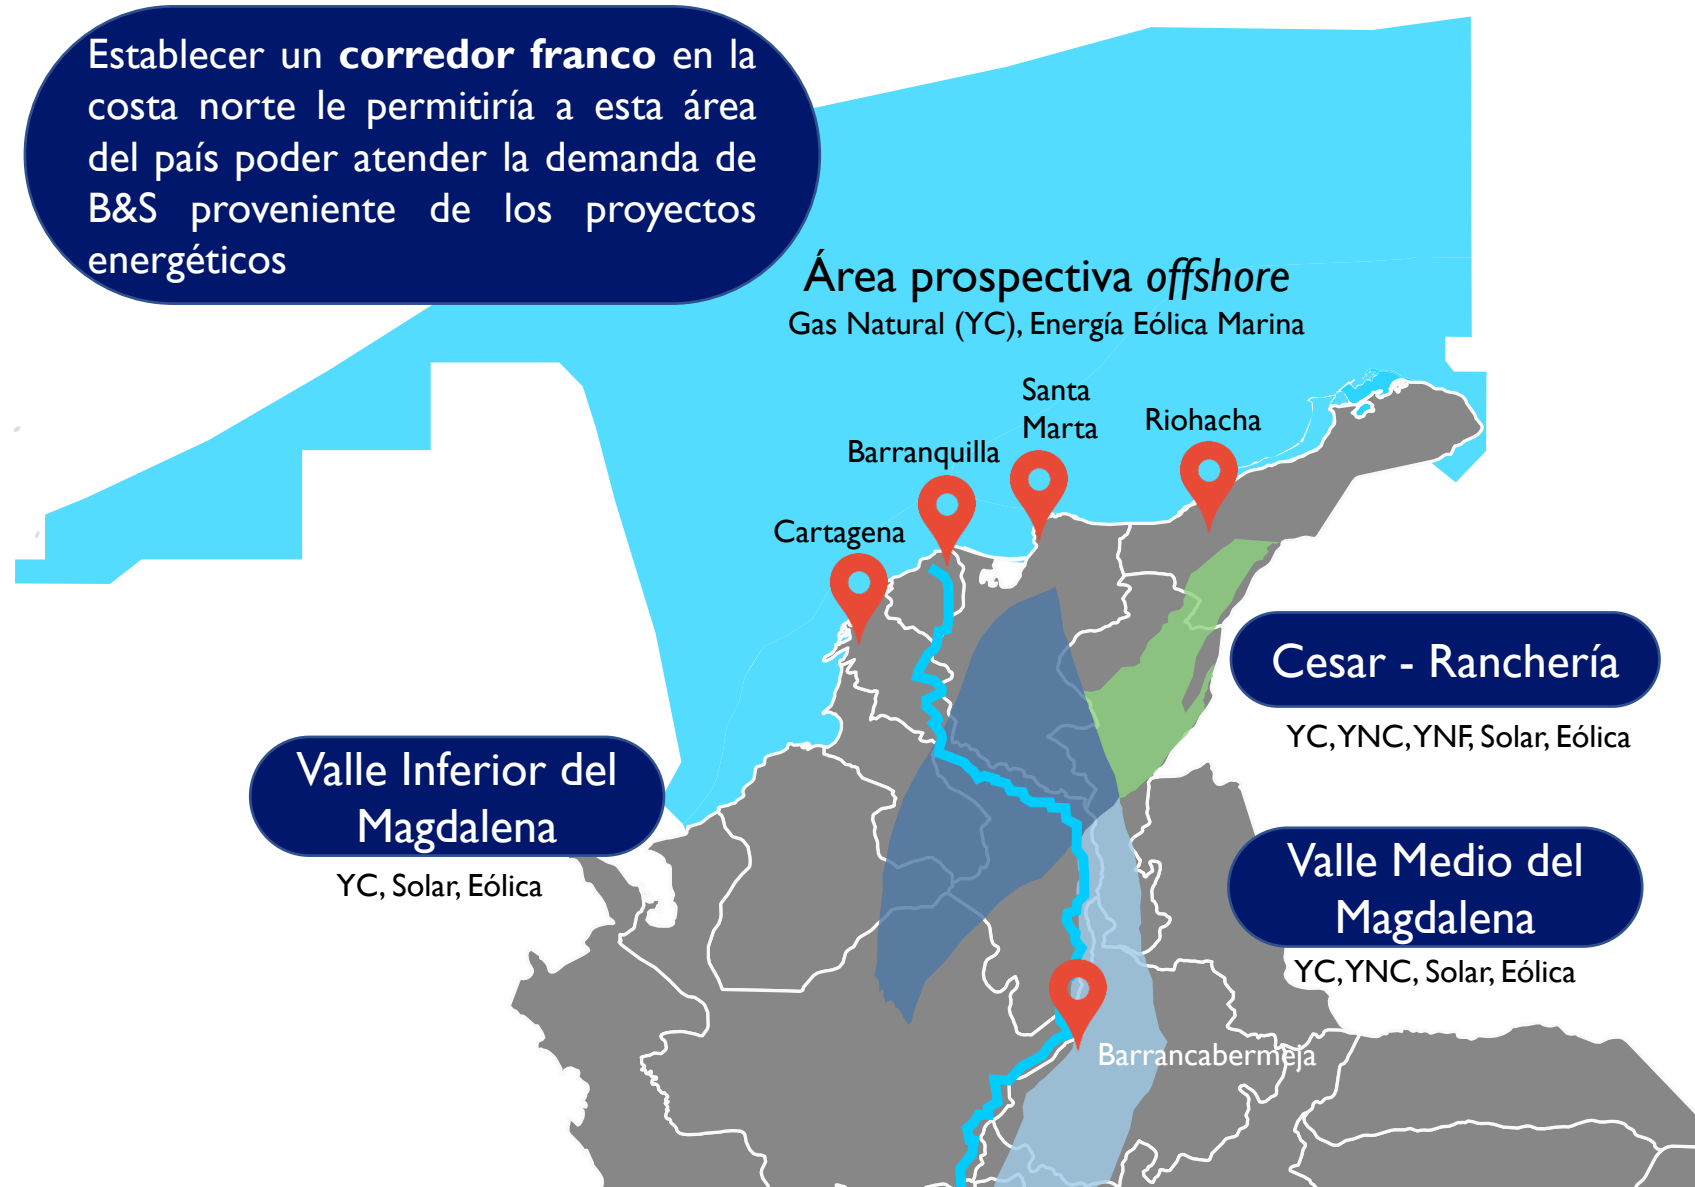 Establecer un corredor franco en la
costa norte le permitiría a esta área
del país poder atender la demanda de
B&S proveniente de los proyectos
energéticos
Área prospectiva offshore
Gas Natural (YC), Energía Eólica Marina
Santa
Marta
Riohacha
Barranquilla
Cartagena
Cesar - Ranchería
YC, YNC, YNF, Solar, Eólica
Valle Inferior del
Magdalena
YC, Solar, Eólica
Valle Medio del
Magdalena
YC, YNC, Solar, Eólica
Barrancabermeja